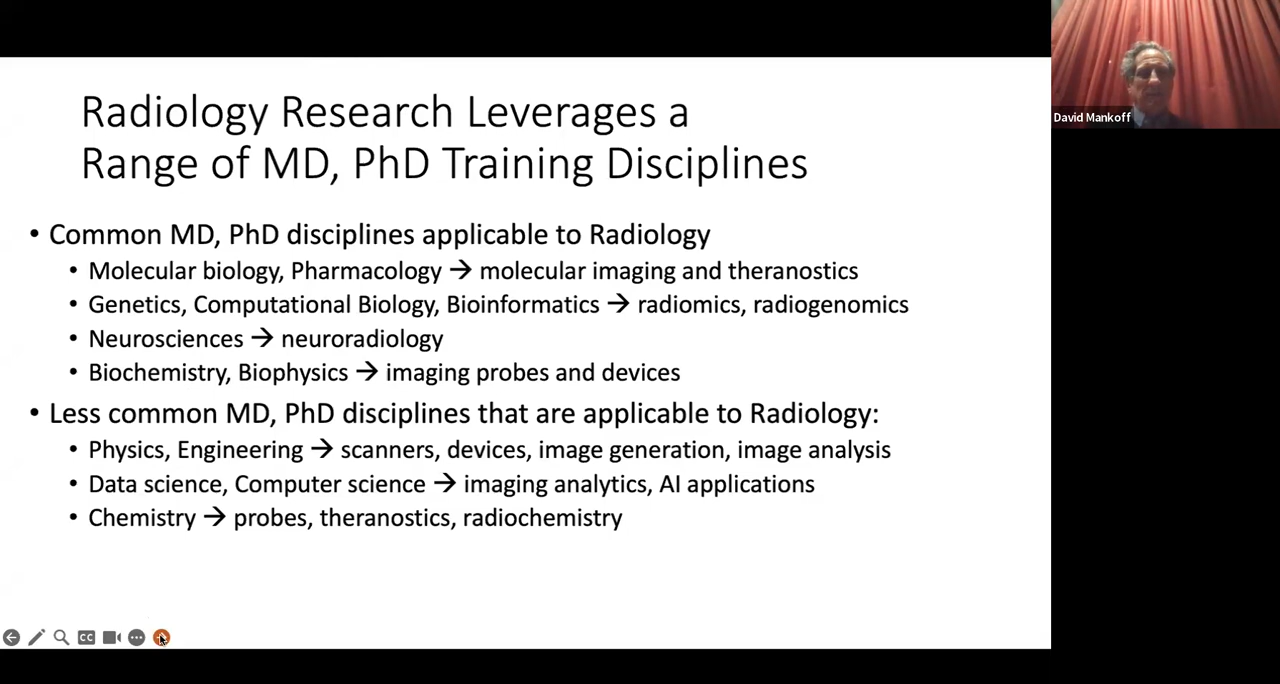 Radiology Research Leverages a
Range of MD, PhD Training Disciplines
• Common MD, PhD disciplines applicable to Radiology
• Molecular biology, Pharmacology → molecular imaging and theranostics
• Genetics, Computational Biology, Bioinformatics → radiomics, radiogenomics
• Neurosciences → neuroradiology
• Biochemistry, Biophysics → imaging probes and devices
• Less common MD, PhD disciplines that are applicable to Radiology:
• Physics, Engineering → scanners, devices, image generation, image analysis
• Data science, Computer science → imaging analytics, AI applications
• Chemistry → probes, theranostics, radiochemistry
CC
David Mankoff